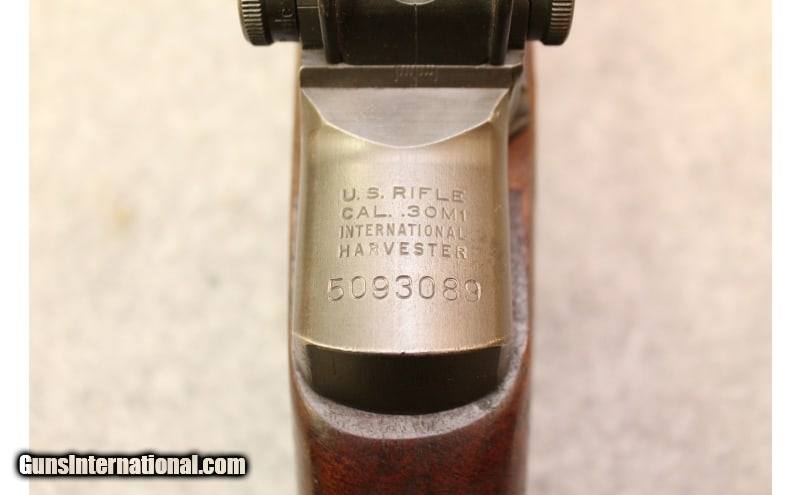 U. S. RIFLE
CAL. .30M1
INTERNATIONAL
HARVESTER
5093089
GunsInternational.com